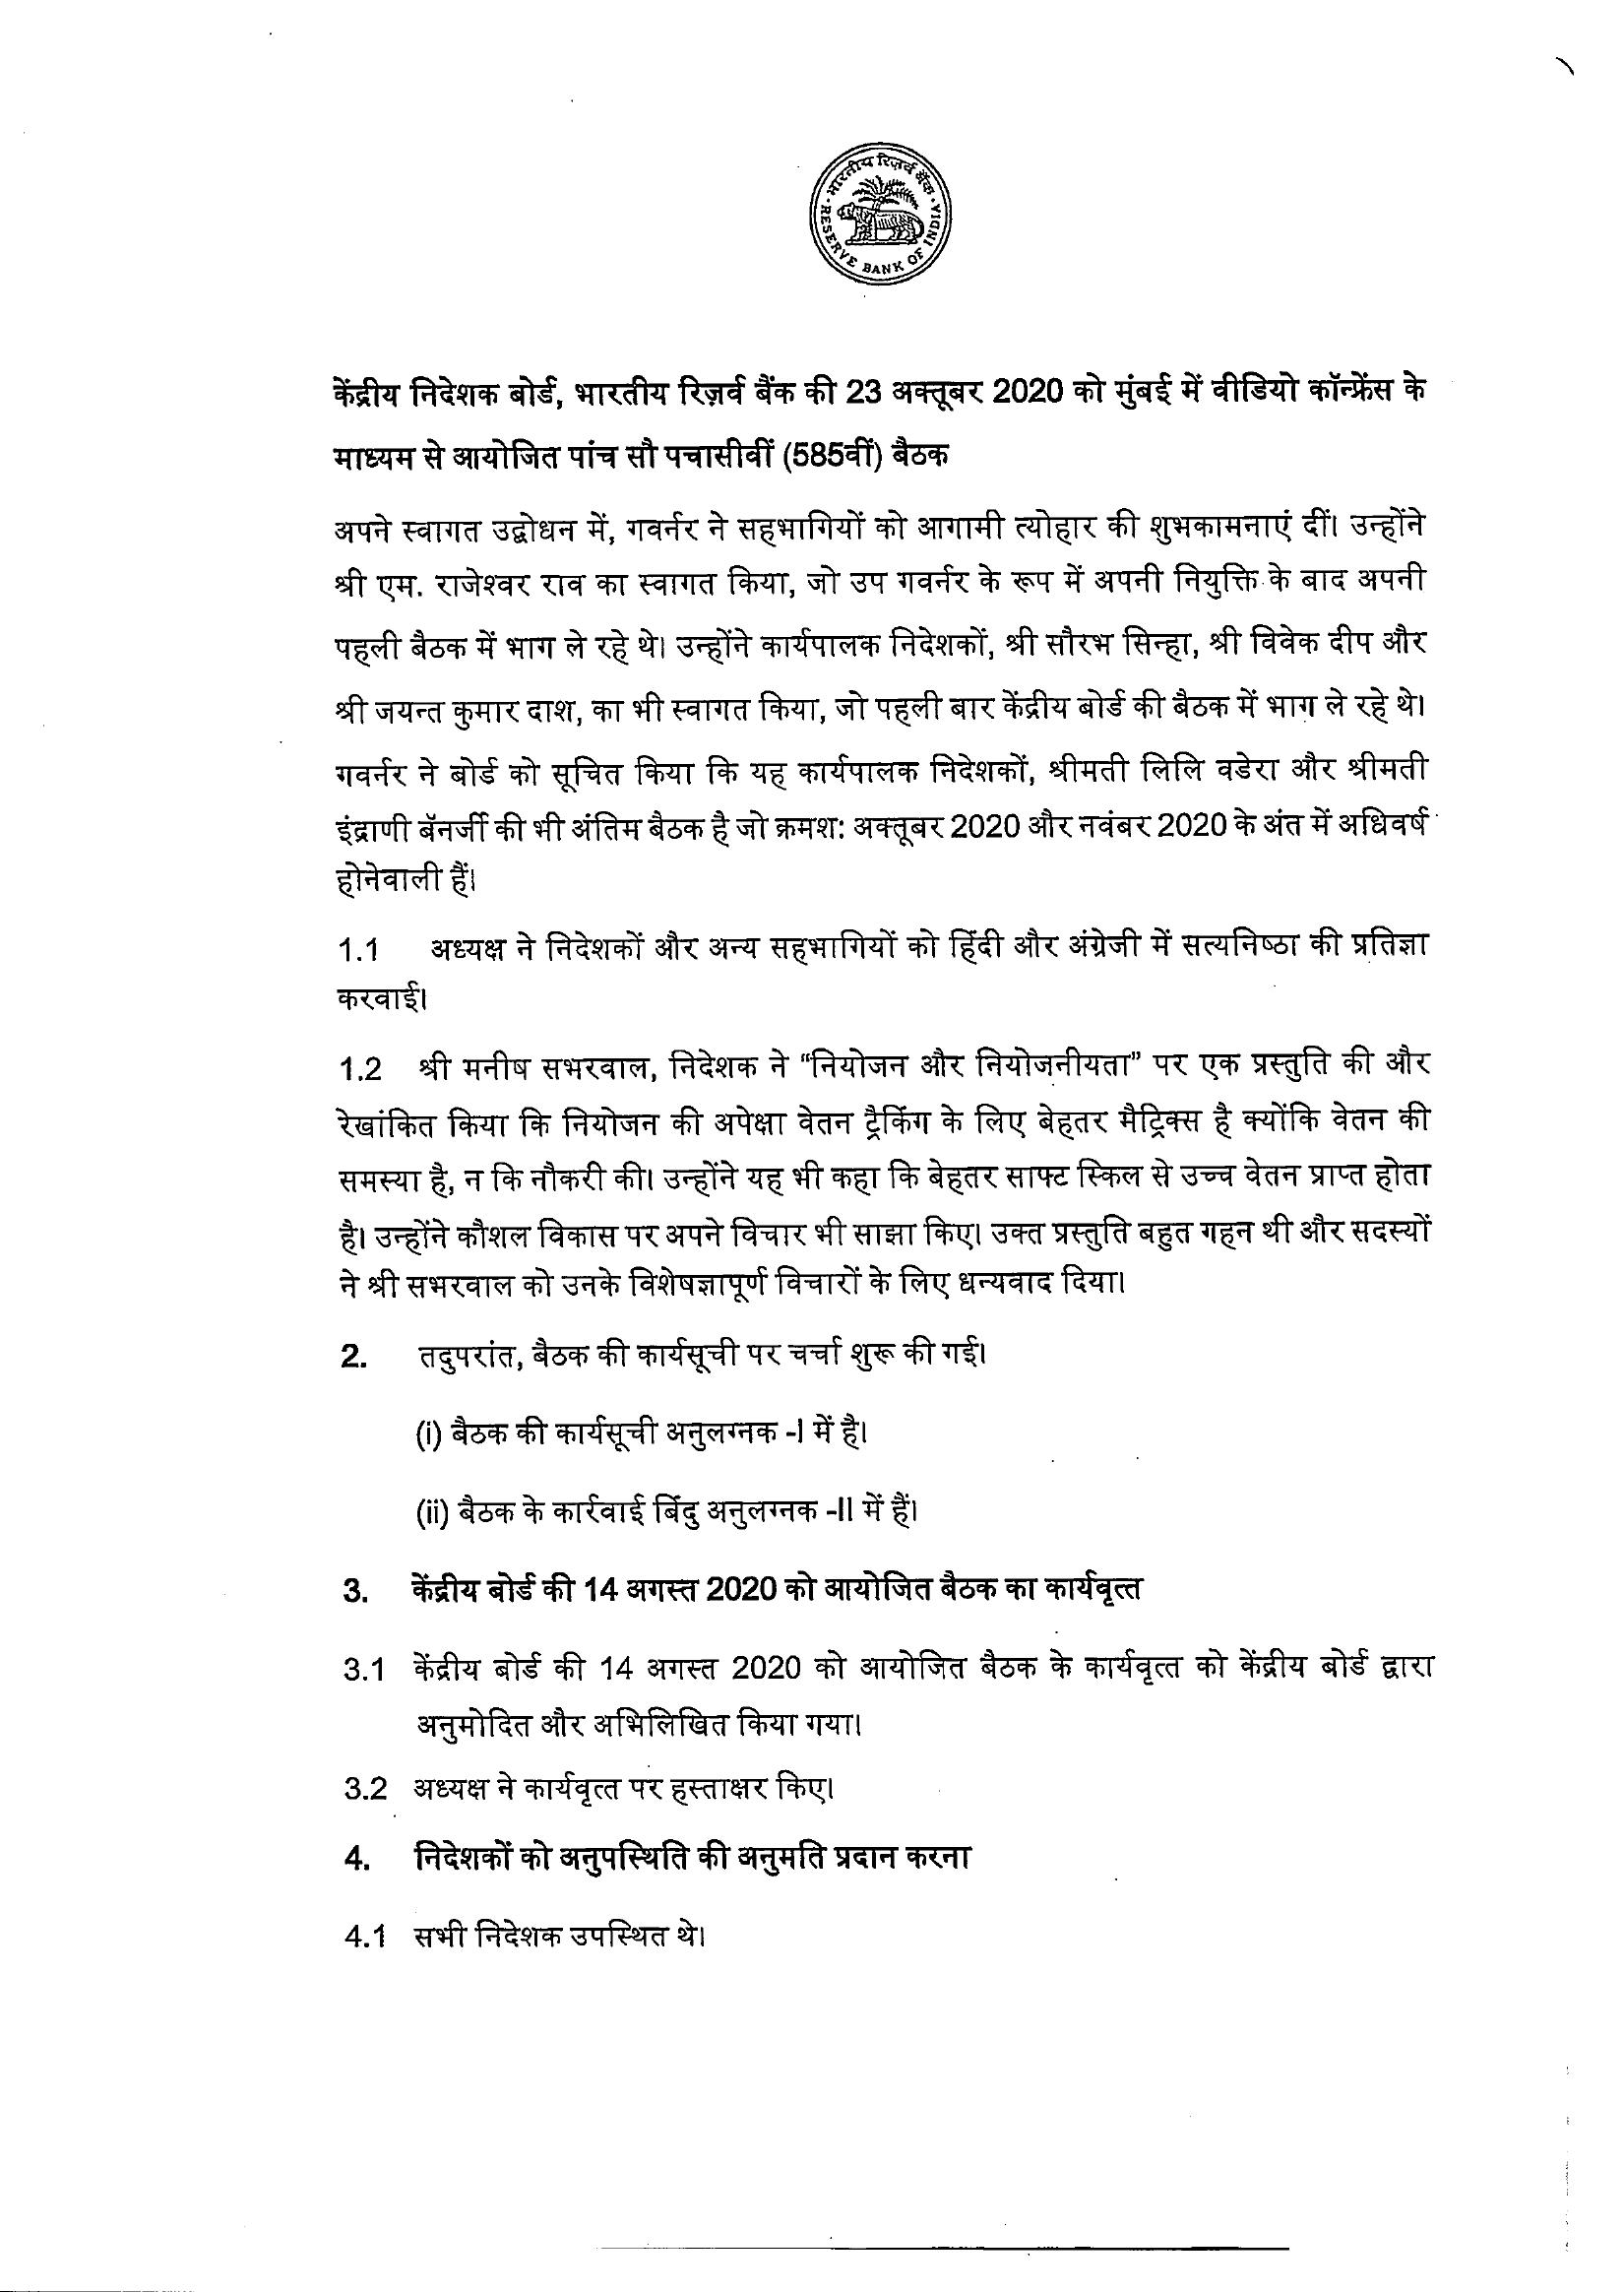 भारतीय रिज़र्व बैंक
RESERVE BANK OF INDIA
केंद्रीय निदेशक बोर्ड, भारतीय रिज़र्व बैंक की 23 अक्तूबर 2020 को मुंबई में वीडियो कॉन्फ्रेंस के
माध्यम से आयोजित पांच सौ पचासीवीं (585वीं) बैठक
अपने स्वागत उद्बोधन में, गवर्नर ने सहभागियों को आगामी त्योहार की शुभकामनाएं दीं। उन्होंने
श्री एम. राजेश्वर राव का स्वागत किया, जो उप गवर्नर के रूप में अपनी नियुक्ति के बाद अपनी
पहली बैठक में भाग ले रहे थे। उन्होंने कार्यपालक निदेशकों, श्री सौरभ सिन्हा, श्री विवेक दीप और
श्री जयन्त कुमार दाश, का भी स्वागत किया, जो पहली बार केंद्रीय बोर्ड की बैठक में भाग ले रहे थे।
गवर्नर ने बोर्ड को सूचित किया कि यह कार्यपालक निदेशकों, श्रीमती लिलि वडेरा और श्रीमती
इंद्राणी बॅनर्जी की भी अंतिम बैठक है जो क्रमश: अक्तूबर 2020 और नवंबर 2020 के अंत में अधिवर्ष
होनेवाली हैं।
1.1 अध्यक्ष ने निदेशकों और अन्य सहभागियों को हिंदी और अंग्रेजी में सत्यनिष्ठा की प्रतिज्ञा
करवाई।
1.2 श्री मनीष सभरवाल, निदेशक ने “नियोजन और नियोजनीयता” पर एक प्रस्तुति की और
रेखांकित किया कि नियोजन की अपेक्षा वेतन ट्रैकिंग के लिए बेहतर मैट्रिक्स है क्योंकि वेतन की
समस्या है, न कि नौकरी की। उन्होंने यह भी कहा कि बेहतर साफ्ट स्किल से उच्च वेतन प्राप्त होता
है। उन्होंने कौशल विकास पर अपने विचार भी साझा किए। उक्त प्रस्तुति बहुत गहन थी और सदस्यों
ने श्री सभरवाल को उनके विशेषज्ञापूर्ण विचारों के लिए धन्यवाद दिया।
2. तदुपरांत, बैठक की कार्यसूची पर चर्चा शुरू की गई।
(i) बैठक की कार्यसूची अनुलग्नक -I में है।
(ii) बैठक के कार्रवाई बिंदु अनुलग्नक -II में हैं।
3. केंद्रीय बोर्ड की 14 अगस्त 2020 को आयोजित बैठक का कार्यवृत्त
3.1 केंद्रीय बोर्ड की 14 अगस्त 2020 को आयोजित बैठक के कार्यवृत्त को केंद्रीय बोर्ड द्वारा
अनुमोदित और अभिलिखित किया गया।
3.2 अध्यक्ष ने कार्यवृत्त पर हस्ताक्षर किए।
4. निदेशकों को अनुपस्थिति की अनुमति प्रदान करना
4.1 सभी निदेशक उपस्थित थे।